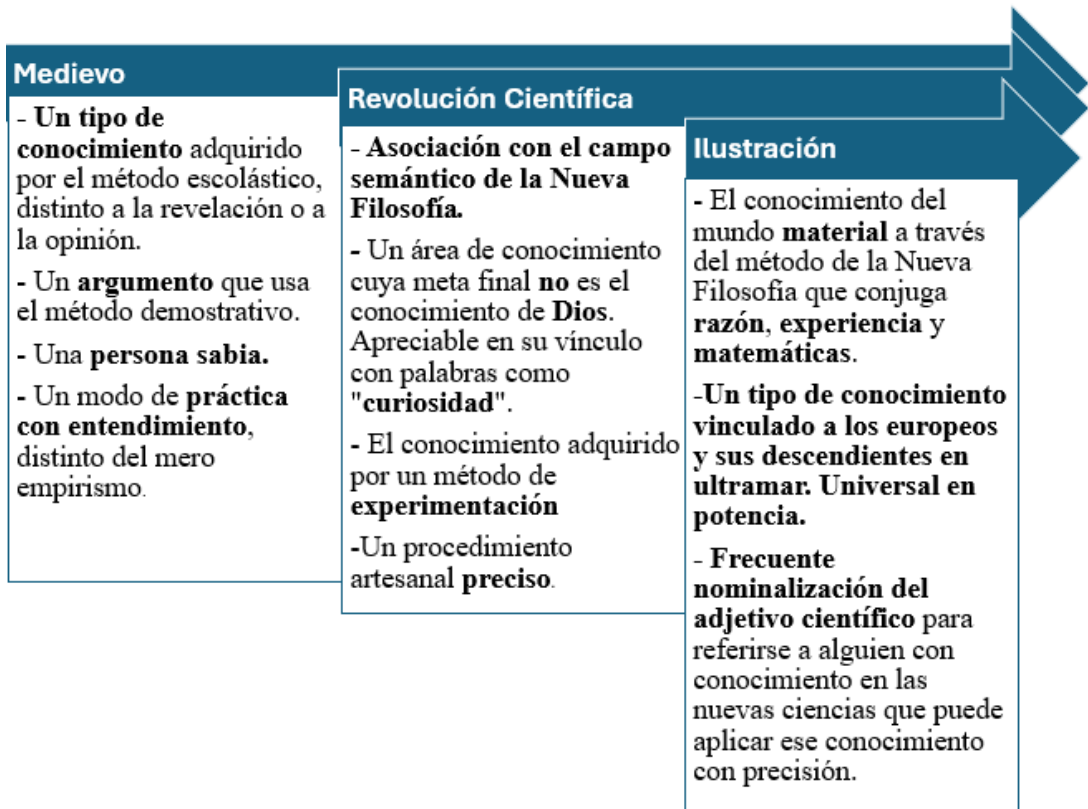 Medievo
- Un tipo de
conocimiento adquirido
por el método escolástico,
distinto a la revelación o a
la opinión.
- Un argumento que usa
el método demostrativo.
- Una persona sabia.
- Un modo de práctica
con entendimiento,
distinto del mero
empirismo.
Revolución Científica
- Asociación con el campo
semántico de la Nueva
Filosofía.
- Un área de conocimiento
cuya meta final no es el
conocimiento de Dios.
Apreciable en su vínculo
con palabras como
"curiosidad".
- El conocimiento adquirido
por un método de
experimentación
-Un procedimiento
artesanal preciso.
Ilustración
- El conocimiento del
mundo material a través
del método de la Nueva
Filosofía que conjuga
razón, experiencia y
matemáticas.
-Un tipo de conocimiento
vinculado a los europeos
y sus descendientes en
ultramar. Universal en
potencia.
- Frecuente
nominalización del
adjetivo científico para
referirse a alguien con
conocimiento en las
nuevas ciencias que puede
aplicar ese conocimiento
con precisión.